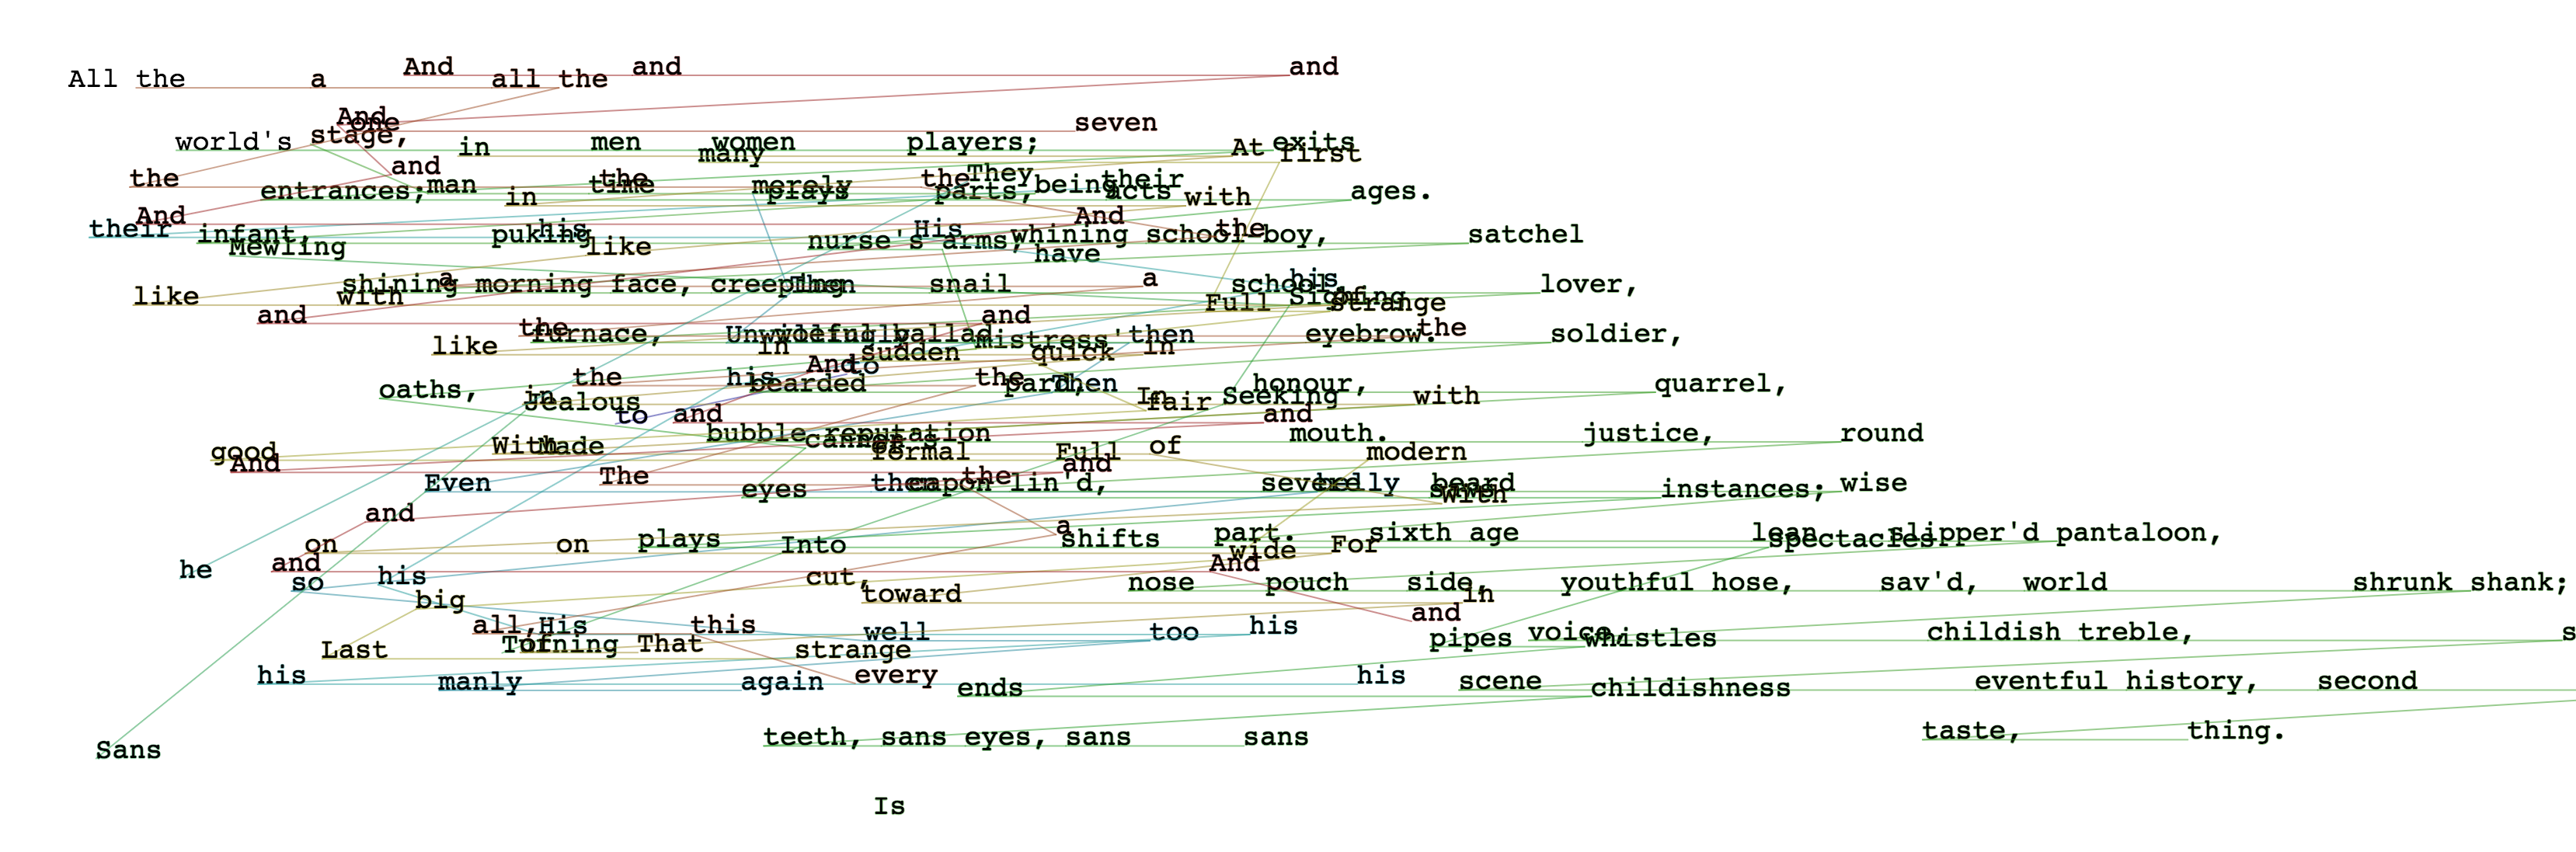 And and and
All the a all the
And
one seven
stage,
world's in men women players; At exits
many first
the and the the They their
entrances; man in time merely plays parts, being acts with ages.
And And
their infant, his His the
Mewling puking like nurse's arms, whining school-boy, satchel
have
a a his
shining morning face, creeping Then snail school. lover,
like with Full Sighing strange
and and
the the
furnace, Unwillingly woeful ballad mistress' then eyebrow. soldier,
like in sudden quick in
And to
the his the
oaths, in bearded pard, Then honour, quarrel,
Jealous In fair Seeking with
to and and
bubble reputation mouth. justice, round
good With Made cannon's Full of
And formal and modern
The the
Even eyes then capon lin'd, severe belly beard instances; wise
saws With
and a
on on plays Into shifts part. sixth age For lean spectacles slipper'd pantaloon,
wide
he and And
so his cut, nose pouch side, youthful hose, sav'd, world shrunk shank;
big toward in
and
all, His this well too his
Last Turning of That strange pipes voice, whistles childish treble,
his manly again every his
ends scene childishness eventful history, second
Sans teeth, sans eyes, sans sans taste, thing.
Is